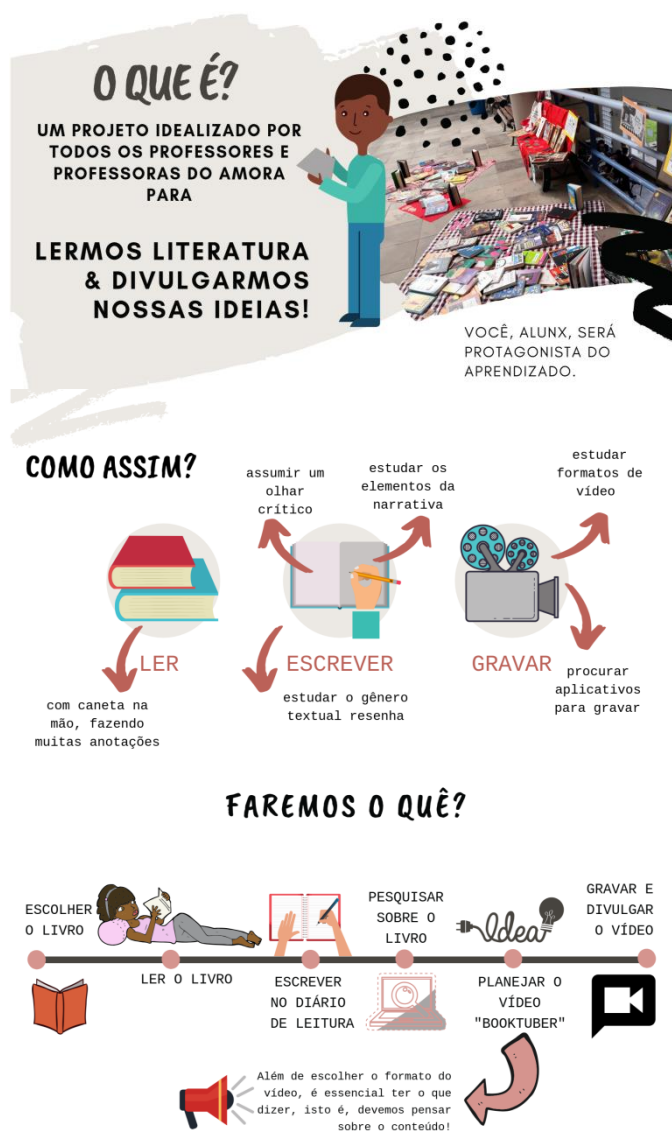 O QUE É?
UM PROJETO IDEALIZADO POR
TODOS OS PROFESSORES E
PROFESSORAS DO AMORA
PARA
LERMOS LITERATURA
& DIVULGARMOS
NOSSAS IDEIAS!
VOCÊ, ALUNX, SERÁ
PROTAGONISTA DO
APRENDIZADO.
COMO ASSIM?
assumir um
olhar
crítico
estudar os
elementos da
narrativa
estudar
formatos de
vídeo
LER
ESCREVER
GRAVAR
com caneta na
mão, fazendo
muitas anotações
estudar o gênero
textual resenha
procurar
aplicativos
para gravar
FAREMOS O QUÊ?
ESCOLHER
O LIVRO
LER O LIVRO
ESCREVER
NO DIÁRIO
DE LEITURA
PESQUISAR
SOBRE O
LIVRO
Idea
PLANEJAR O
VÍDEO
"BOOKTUBER"
GRAVAR E
DIVULGAR
O VÍDEO
Além de escolher o formato do
vídeo, é essencial ter o que
dizer, isto é, devemos pensar
sobre o conteúdo!